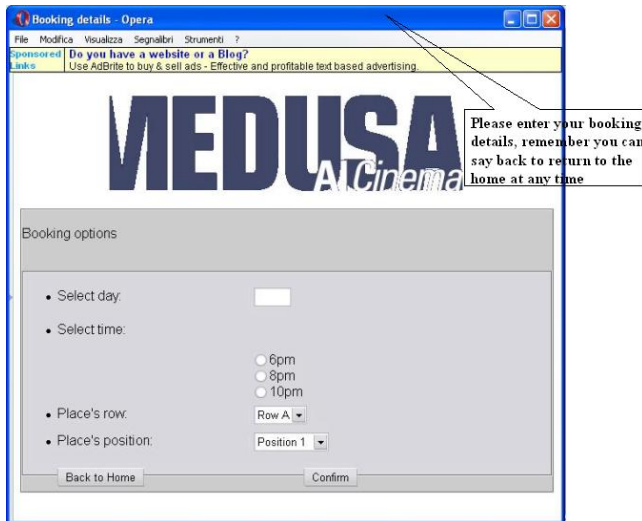 Booking details - Opera
File Modifica Visualizza Segnalibri Strumenti ?
Sponsored Links
Do you have a website or a Blog?
Use AdBrite to buy & sell ads - Effective and profitable text based advertising.
MEDUSA
AlCinema
Please enter your booking
details, remember you can
say back to return to the
home at any time
Booking options
• Select day:
• Select time:
6pm
8pm
10pm
• Place's row: Row A
• Place's position: Position 1
Back to Home Confirm